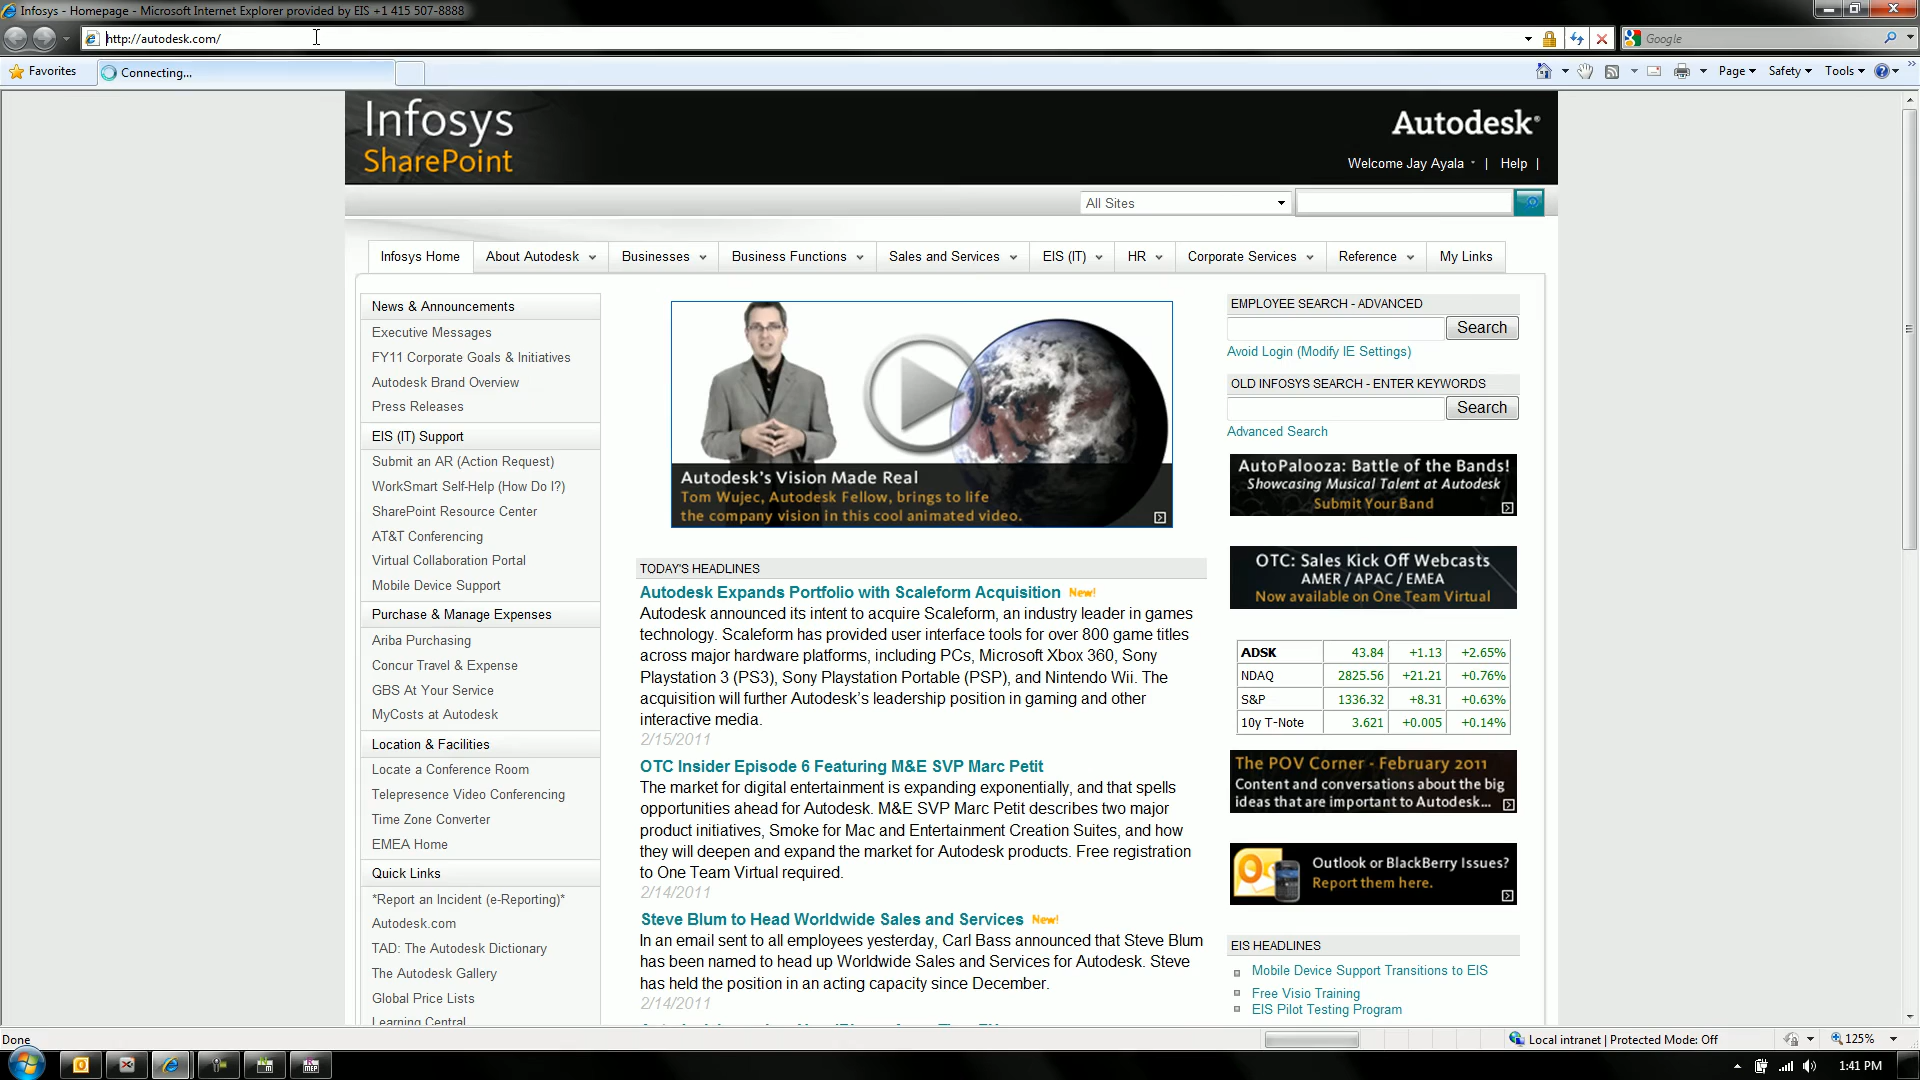 Infosys - Homepage - Microsoft Internet Explorer provided by EIS +1 415 507-8888
http://autodesk.com/
Google
Favorites
Connecting...
Page
Safety
Tools
Infosys
SharePoint
Autodesk®
Welcome Jay Ayala | Help |
All Sites
Infosys Home
About Autodesk
Businesses
Business Functions
Sales and Services
EIS (IT)
HR
Corporate Services
Reference
My Links
News & Announcements
Executive Messages
FY11 Corporate Goals & Initiatives
Autodesk Brand Overview
Press Releases
EIS (IT) Support
Submit an AR (Action Request)
WorkSmart Self-Help (How Do I?)
SharePoint Resource Center
AT&T Conferencing
Virtual Collaboration Portal
Mobile Device Support
Purchase & Manage Expenses
Ariba Purchasing
Concur Travel & Expense
GBS At Your Service
MyCosts at Autodesk
Location & Facilities
Locate a Conference Room
Telepresence Video Conferencing
Time Zone Converter
EMEA Home
Quick Links
*Report an Incident (e-Reporting)*
Autodesk.com
TAD: The Autodesk Dictionary
The Autodesk Gallery
Global Price Lists
Learning Central
Autodesk's Vision Made Real
Tom Wujec, Autodesk Fellow, brings to life
the company vision in this cool animated video.
TODAY'S HEADLINES
Autodesk Expands Portfolio with Scaleform Acquisition New!
Autodesk announced its intent to acquire Scaleform, an industry leader in games
technology. Scaleform has provided user interface tools for over 800 game titles
across major hardware platforms, including PCs, Microsoft Xbox 360, Sony
Playstation 3 (PS3), Sony Playstation Portable (PSP), and Nintendo Wii. The
acquisition will further Autodesk's leadership position in gaming and other
interactive media.
2/15/2011
OTC Insider Episode 6 Featuring M&E SVP Marc Petit
The market for digital entertainment is expanding exponentially, and that spells
opportunities ahead for Autodesk. M&E SVP Marc Petit describes two major
product initiatives, Smoke for Mac and Entertainment Creation Suites, and how
they will deepen and expand the market for Autodesk products. Free registration
to One Team Virtual required.
2/14/2011
Steve Blum to Head Worldwide Sales and Services New!
In an email sent to all employees yesterday, Carl Bass announced that Steve Blum
has been named to head up Worldwide Sales and Services for Autodesk. Steve
has held the position in an acting capacity since December.
2/14/2011
EMPLOYEE SEARCH - ADVANCED
Search
Avoid Login (Modify IE Settings)
OLD INFOSYS SEARCH - ENTER KEYWORDS
Search
Advanced Search
AutoPalooza: Battle of the Bands!
Showcasing Musical Talent at Autodesk
Submit Your Band
OTC: Sales Kick Off Webcasts
AMER / APAC / EMEA
Now available on One Team Virtual
ADSK 43.84 +1.13 +2.65%
NDAQ 2825.56 +21.21 +0.76%
S&P 1336.32 +8.31 +0.63%
10y T-Note 3.621 +0.005 +0.14%
The POV Corner - February 2011
Content and conversations about the big
ideas that are important to Autodesk...
Outlook or BlackBerry Issues?
Report them here.
EIS HEADLINES
Mobile Device Support Transitions to EIS
Free Visio Training
EIS Pilot Testing Program
Done
Local intranet | Protected Mode: Off
125%
1:41 PM